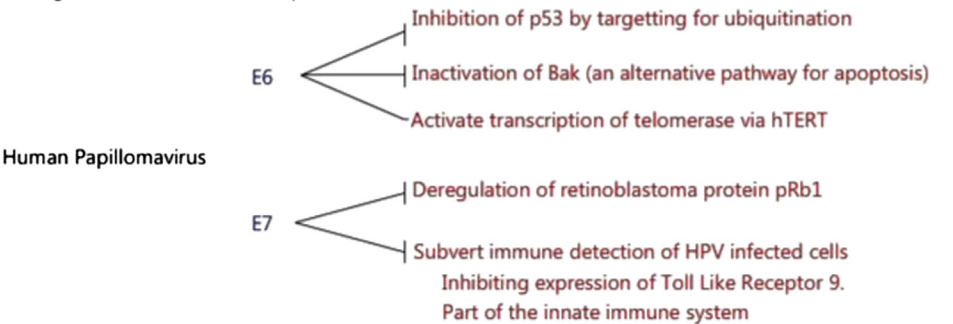 Inhibition of p53 by targetting for ubiquitination
E6
Inactivation of Bak (an alternative pathway for apoptosis)
Activate transcription of telomerase via hTERT
Human Papillomavirus
Deregulation of retinoblastoma protein pRb1
E7
Subvert immune detection of HPV infected cells
Inhibiting expression of Toll Like Receptor 9.
Part of the innate immune system